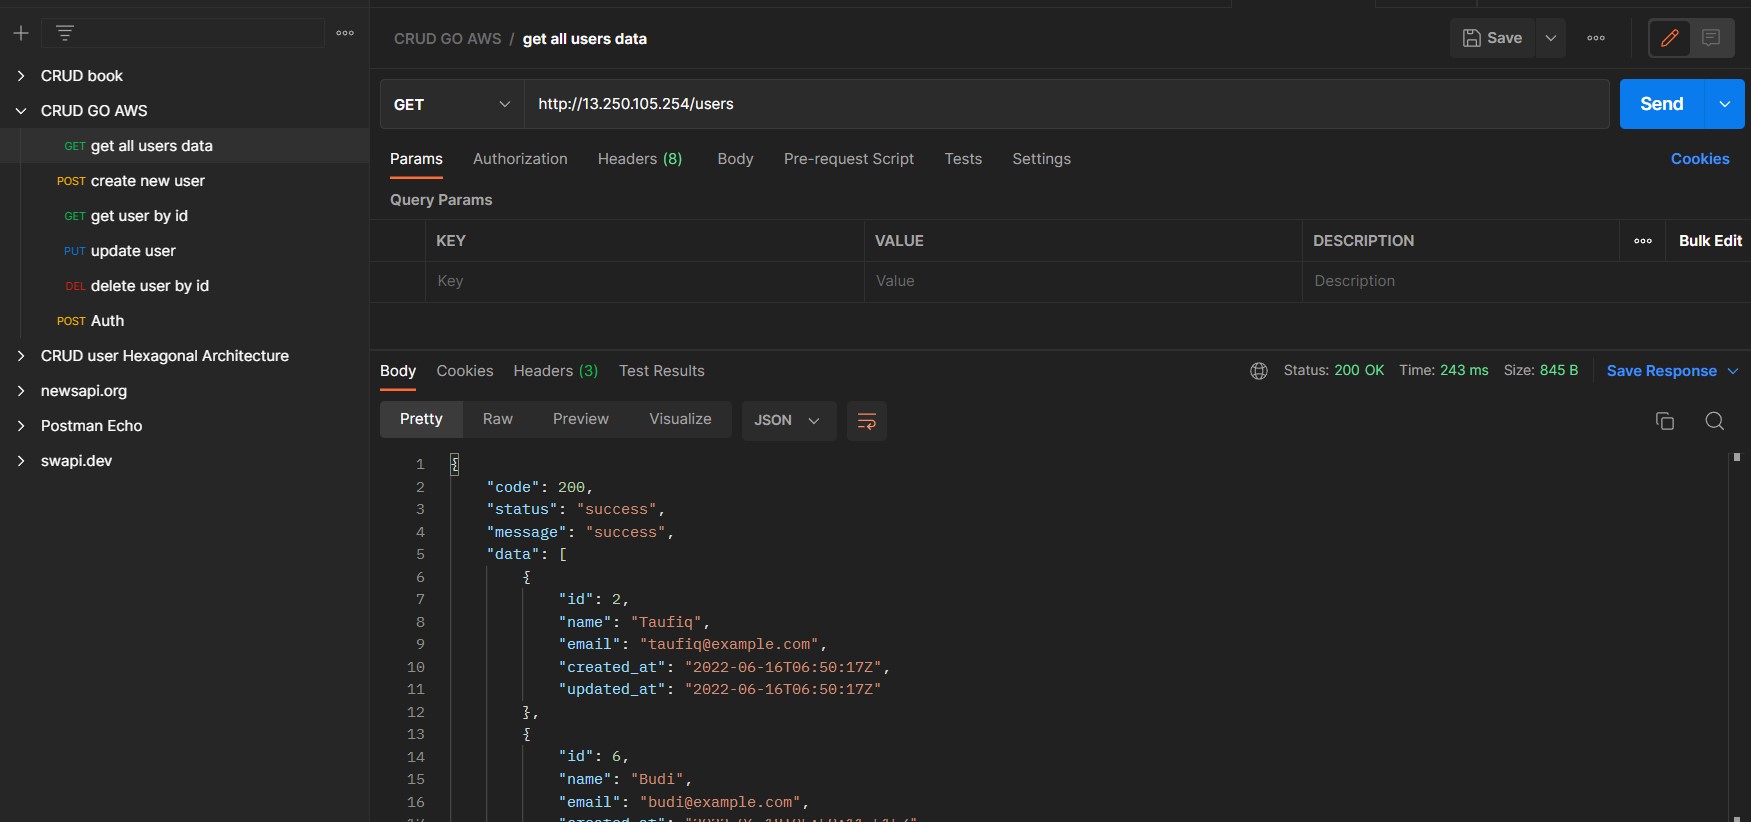 CRUD book
CRUD GO AWS
GET get all users data
POST create new user
GET get user by id
PUT update user
DEL delete user by id
POST Auth
CRUD user Hexagonal Architecture
newsapi.org
Postman Echo
swapi.dev
CRUD GO AWS / get all users data
Save
GET http://13.250.105.254/users Send
Params Authorization Headers (8) Body Pre-request Script Tests Settings Cookies
Query Params
KEY VALUE DESCRIPTION Bulk Edit
Key Value Description
Body Cookies Headers (3) Test Results Status: 200 OK Time: 243 ms Size: 845 B Save Response
Pretty Raw Preview Visualize JSON
1 {
2 "code": 200,
3 "status": "success",
4 "message": "success",
5 "data": [
6 {
7 "id": 2,
8 "name": "Taufiq",
9 "email": "taufiq@example.com",
10 "created_at": "2022-06-16T06:50:17Z",
11 "updated_at": "2022-06-16T06:50:17Z"
12 },
13 {
14 "id": 6,
15 "name": "Budi",
16 "email": "budi@example.com",